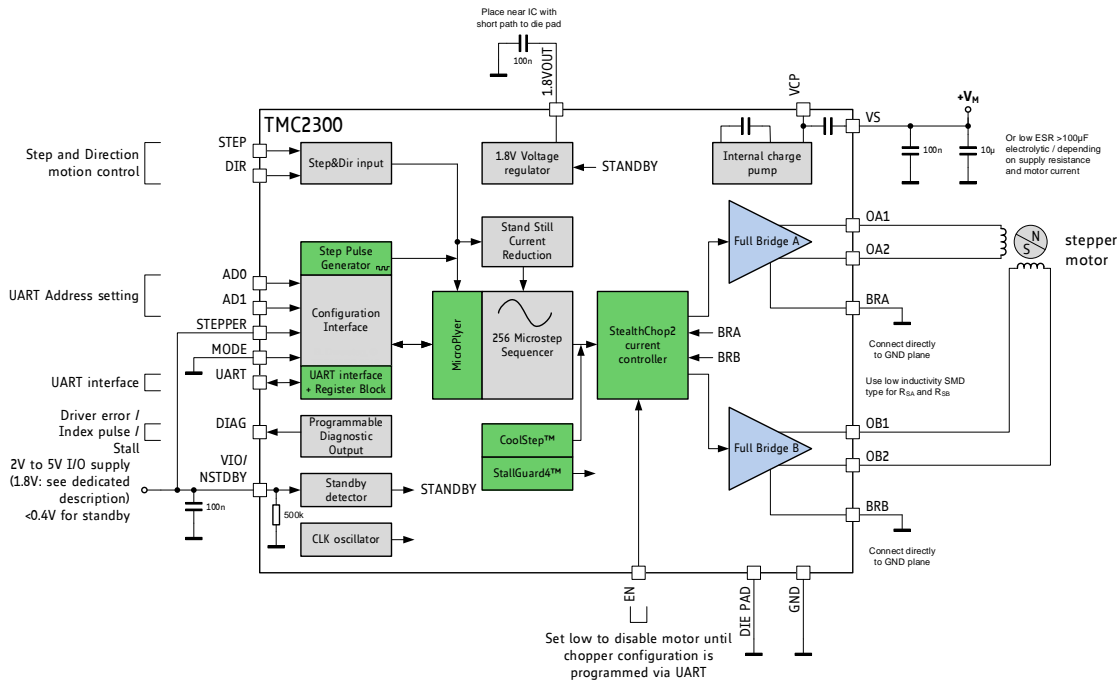 Place near IC with
short path to die pad
100n
1.8VOUT
VCP
+VM
TMC2300
VS
STEP
DIR
Step and Direction
motion control
Step&Dir input
1.8V Voltage
regulator
STANDBY
Internal charge
pump
100n
10µ
Or low ESR >100µF
electrolytic / depending
on supply resistance
and motor current
Step Pulse
Generator
Stand Still
Current
Reduction
Full Bridge A
OA1
OA2
N
S
stepper
motor
UART Address setting
AD0
AD1
STEPPER
MODE
UART
Configuration
Interface
MicroPlyer
256 Microstep
Sequencer
StealthChop2
current
controller
BRA
BRB
BRA
Connect directly
to GND plane
UART interface
UART interface
+ Register Block
Use low inductivity SMD
type for RSA and RSB
Driver error /
Index pulse /
Stall
DIAG
Programmable
Diagnostic
Output
CoolStep™
StallGuard4™
Full Bridge B
OB1
OB2
2V to 5V I/O supply
(1.8V: see dedicated
description)
<0.4V for standby
VIO/
NSTDBY
100n
500k
Standby
detector
STANDBY
CLK oscillator
BRB
Connect directly
to GND plane
EN
DIE PAD
GND
Set low to disable motor until
chopper configuration is
programmed via UART